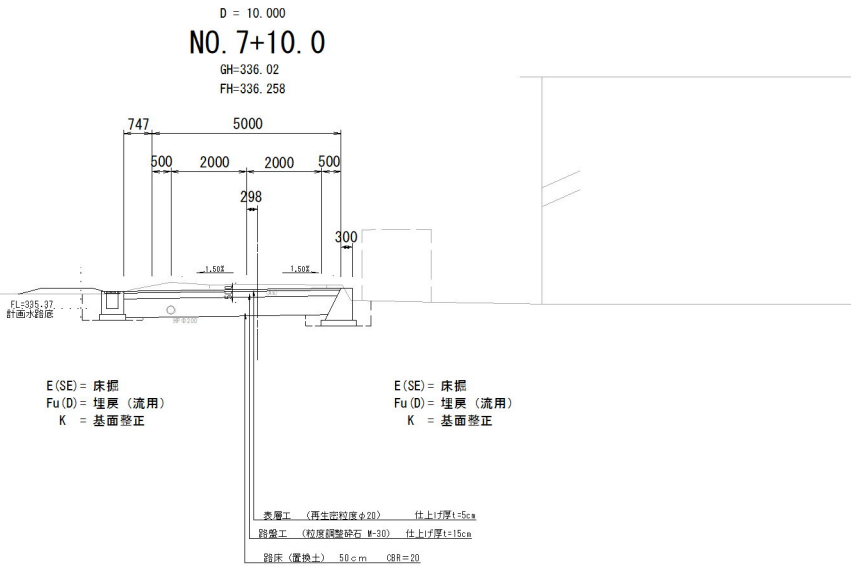 D = 10.000
NO. 7+10.0
GH=336.02
FH=336.258
747 5000
500 2000 2000 500
298
300
1.50% 1.50%
FL=335.37
計画水路底
HPΦ200
E(SE)= 床掘
Fu(D)= 埋戻（流用）
K = 基面整正
E(SE)= 床掘
Fu(D)= 埋戻（流用）
K = 基面整正
表層工 （再生密粒度φ20） 仕上げ厚t=5cm
路盤工 （粒度調整砕石 M-30） 仕上げ厚t=15cm
路床（置換土） 50ｃｍ CBR＝20